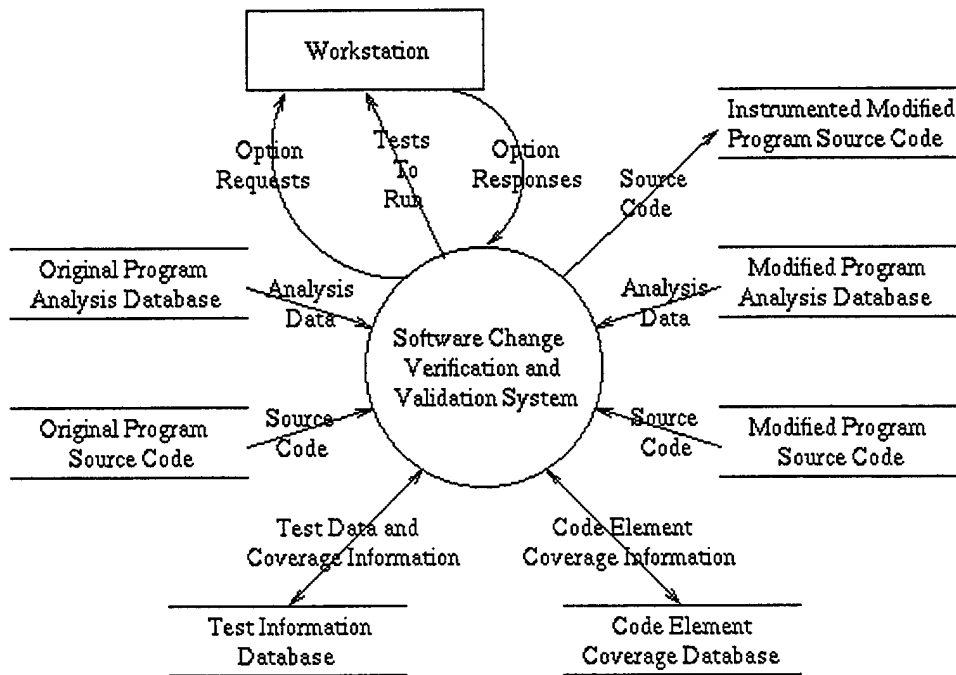 Workstation
Instrumented Modified
Program Source Code
Option
Requests
Tests
To
Run
Option
Responses
Source
Code
Original Program
Analysis Database
Analysis
Data
Analysis
Data
Modified Program
Analysis Database
Software Change
Verification and
Validation System
Original Program
Source Code
Source
Code
Source
Code
Modified Program
Source Code
Test Data and
Coverage Information
Code Element
Coverage Information
Test Information
Database
Code Element
Coverage Database